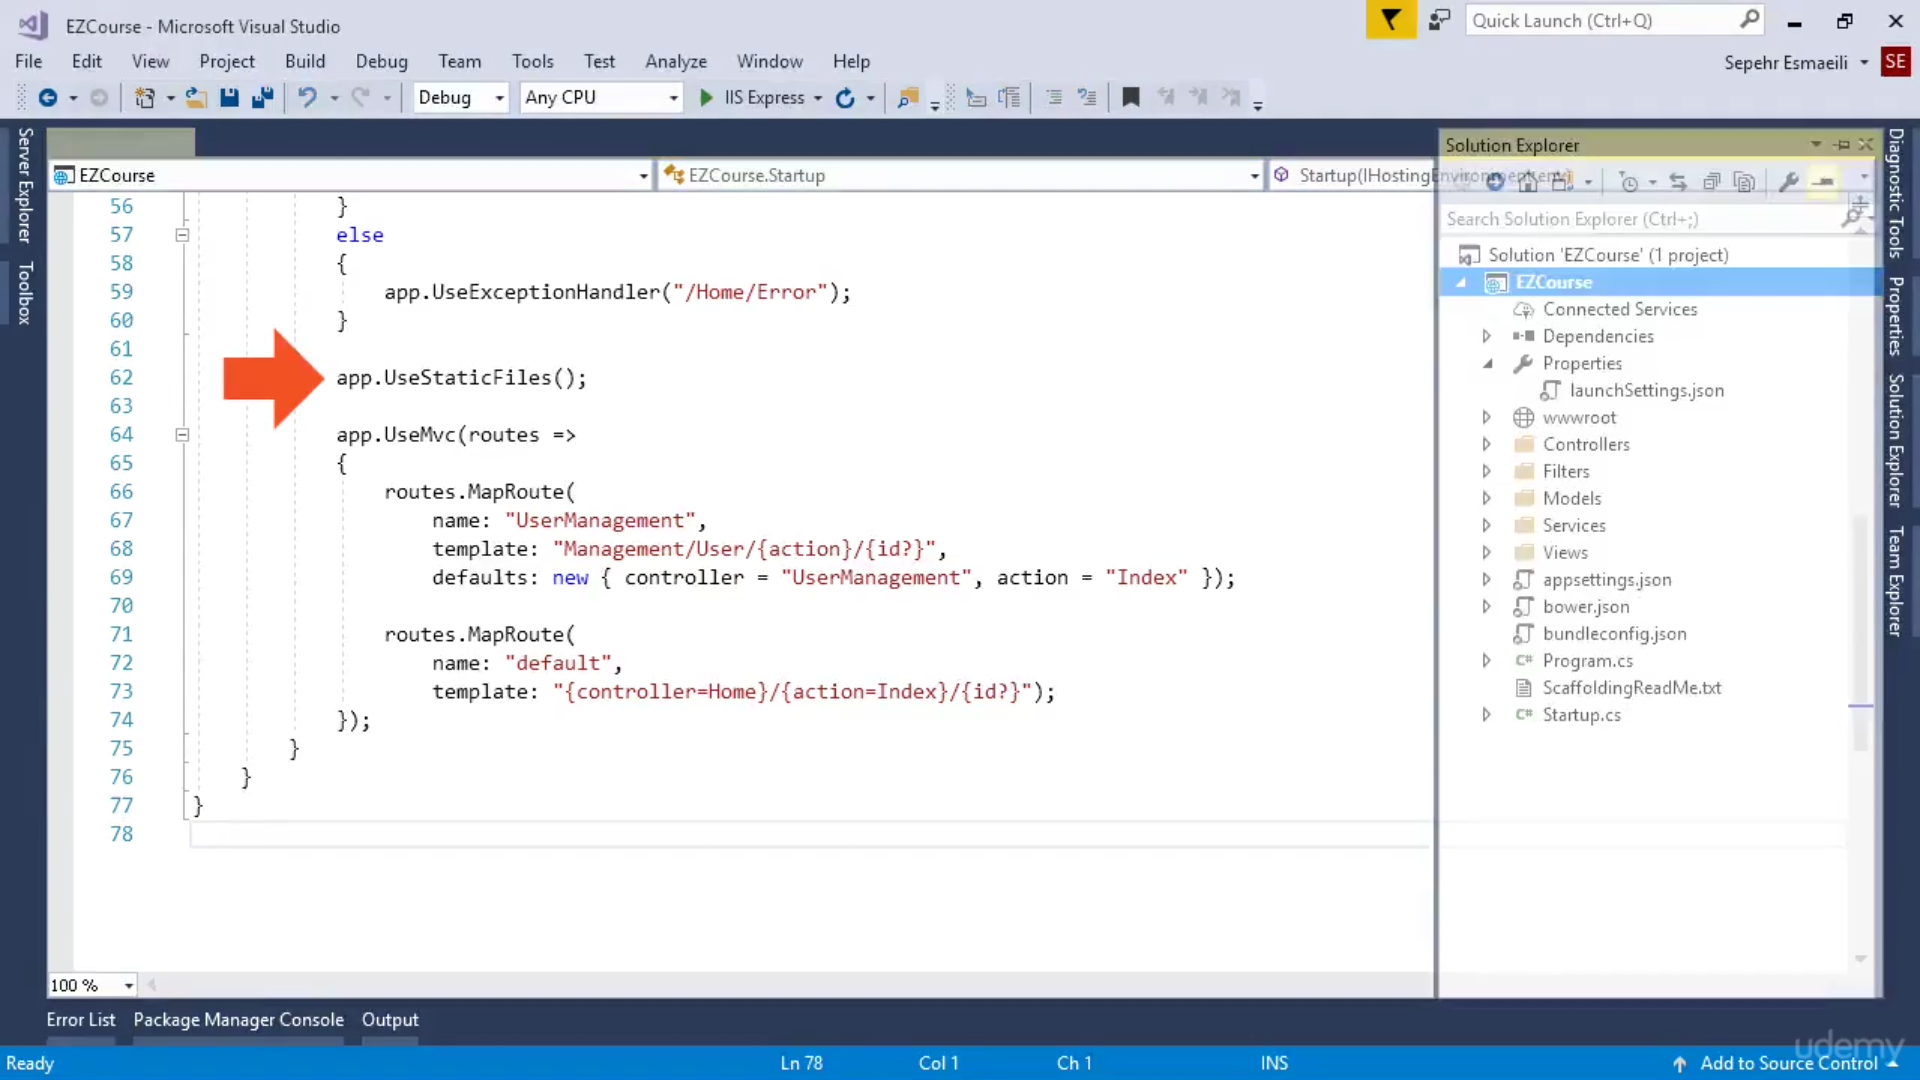 EZCourse - Microsoft Visual Studio
Quick Launch (Ctrl+Q)
File Edit View Project Build Debug Team Tools Test Analyze Window Help
Sepehr Esmaeili SE
Debug Any CPU IIS Express
Server Explorer
Toolbox
EZCourse EZCourse.Startup Startup(IHostingEnvironment env)
56 }
57 else
58 {
59 app.UseExceptionHandler("/Home/Error");
60 }
61
62 app.UseStaticFiles();
63
64 app.UseMvc(routes =>
65 {
66 routes.MapRoute(
67 name: "UserManagement",
68 template: "Management/User/{action}/{id?}",
69 defaults: new { controller = "UserManagement", action = "Index" });
70
71 routes.MapRoute(
72 name: "default",
73 template: "{controller=Home}/{action=Index}/{id?}");
74 });
75 }
76 }
77 }
78
100 %
Solution Explorer
Search Solution Explorer (Ctrl+;)
Solution 'EZCourse' (1 project)
EZCourse
Connected Services
Dependencies
Properties
launchSettings.json
wwwroot
Controllers
Filters
Models
Services
Views
appsettings.json
bower.json
bundleconfig.json
C# Program.cs
ScaffoldingReadMe.txt
C# Startup.cs
Diagnostic Tools
Properties
Solution Explorer
Team Explorer
Error List Package Manager Console Output
udemy
Ready Ln 78 Col 1 Ch 1 INS Add to Source Control